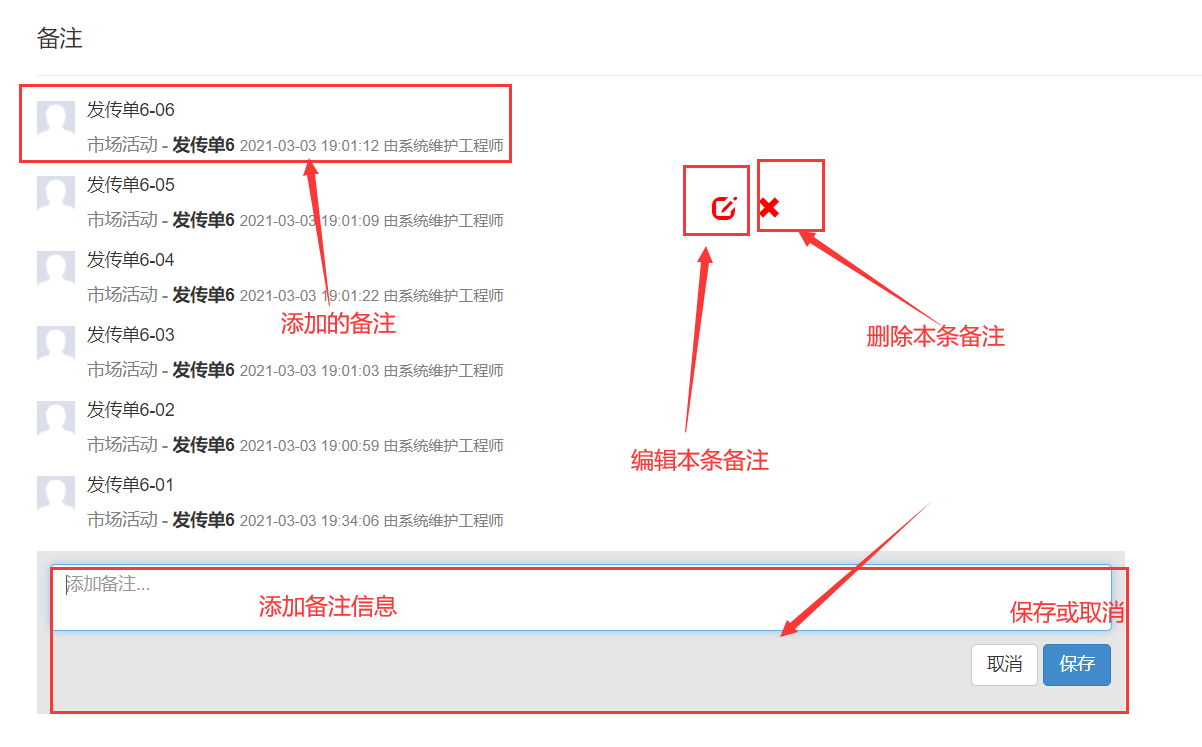 备注
发传单6-06
市场活动 - 发传单6 2021-03-03 19:01:12 由系统维护工程师
发传单6-05
市场活动 - 发传单6 2021-03-03 19:01:09 由系统维护工程师
发传单6-04
市场活动 - 发传单6 2021-03-03 19:01:22 由系统维护工程师
添加的备注
删除本条备注
发传单6-03
市场活动 - 发传单6 2021-03-03 19:01:03 由系统维护工程师
发传单6-02
市场活动 - 发传单6 2021-03-03 19:00:59 由系统维护工程师
编辑本条备注
发传单6-01
市场活动 - 发传单6 2021-03-03 19:34:06 由系统维护工程师
添加备注...
添加备注信息
保存或取消
取消
保存